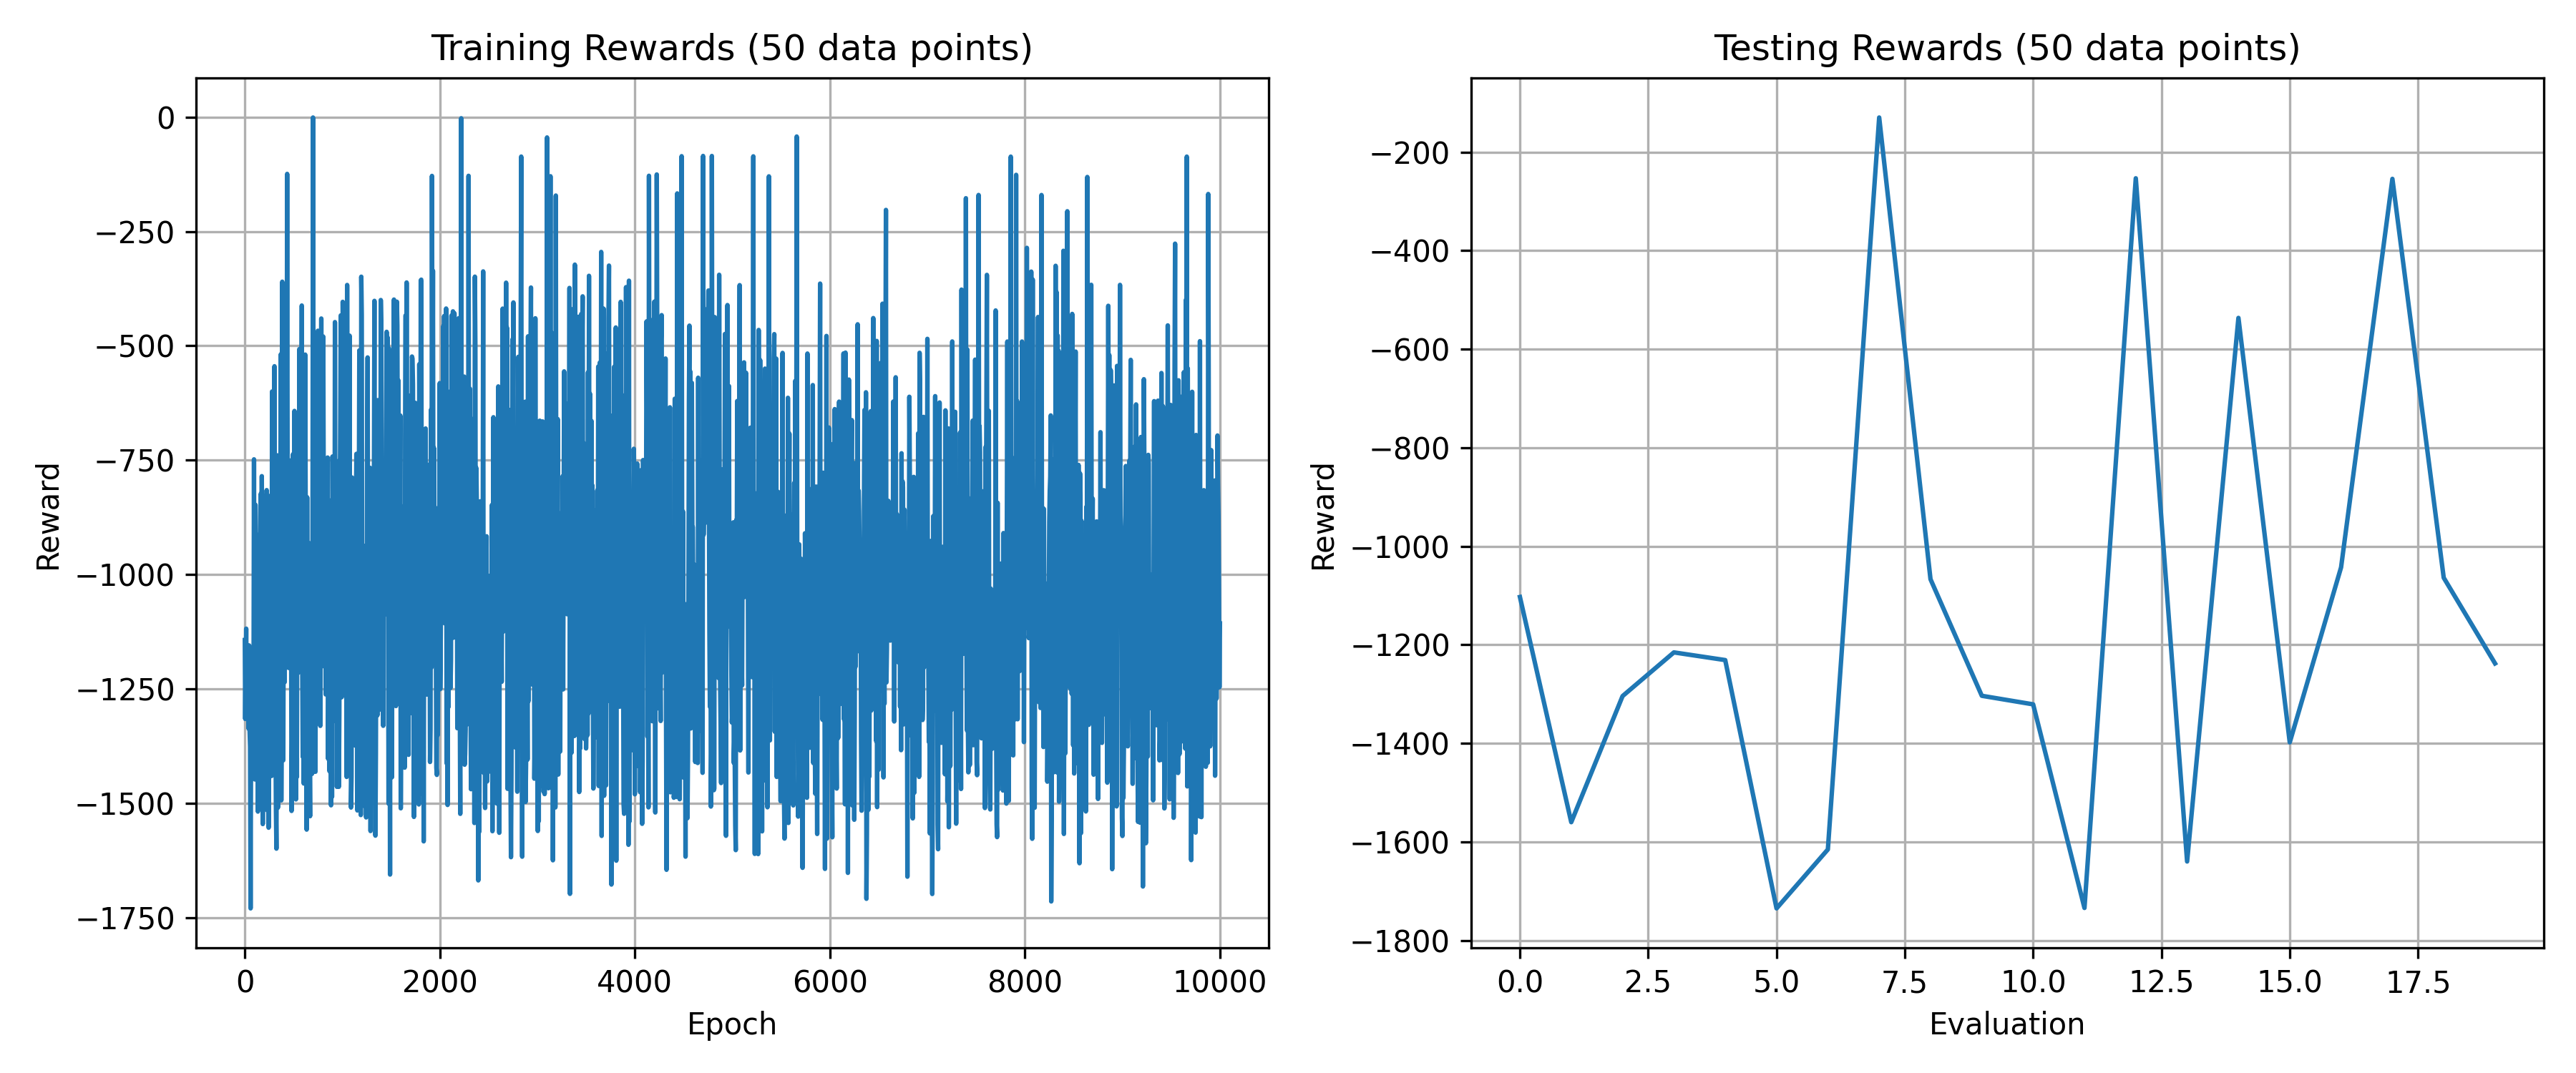 Training Rewards (50 data points)
0
−250
−500
−750
−1000
−1250
−1500
−1750
Reward
0 2000 4000 6000 8000 10000
Epoch
Testing Rewards (50 data points)
−200
−400
−600
−800
−1000
−1200
−1400
−1600
−1800
Reward
0.0 2.5 5.0 7.5 10.0 12.5 15.0 17.5
Evaluation